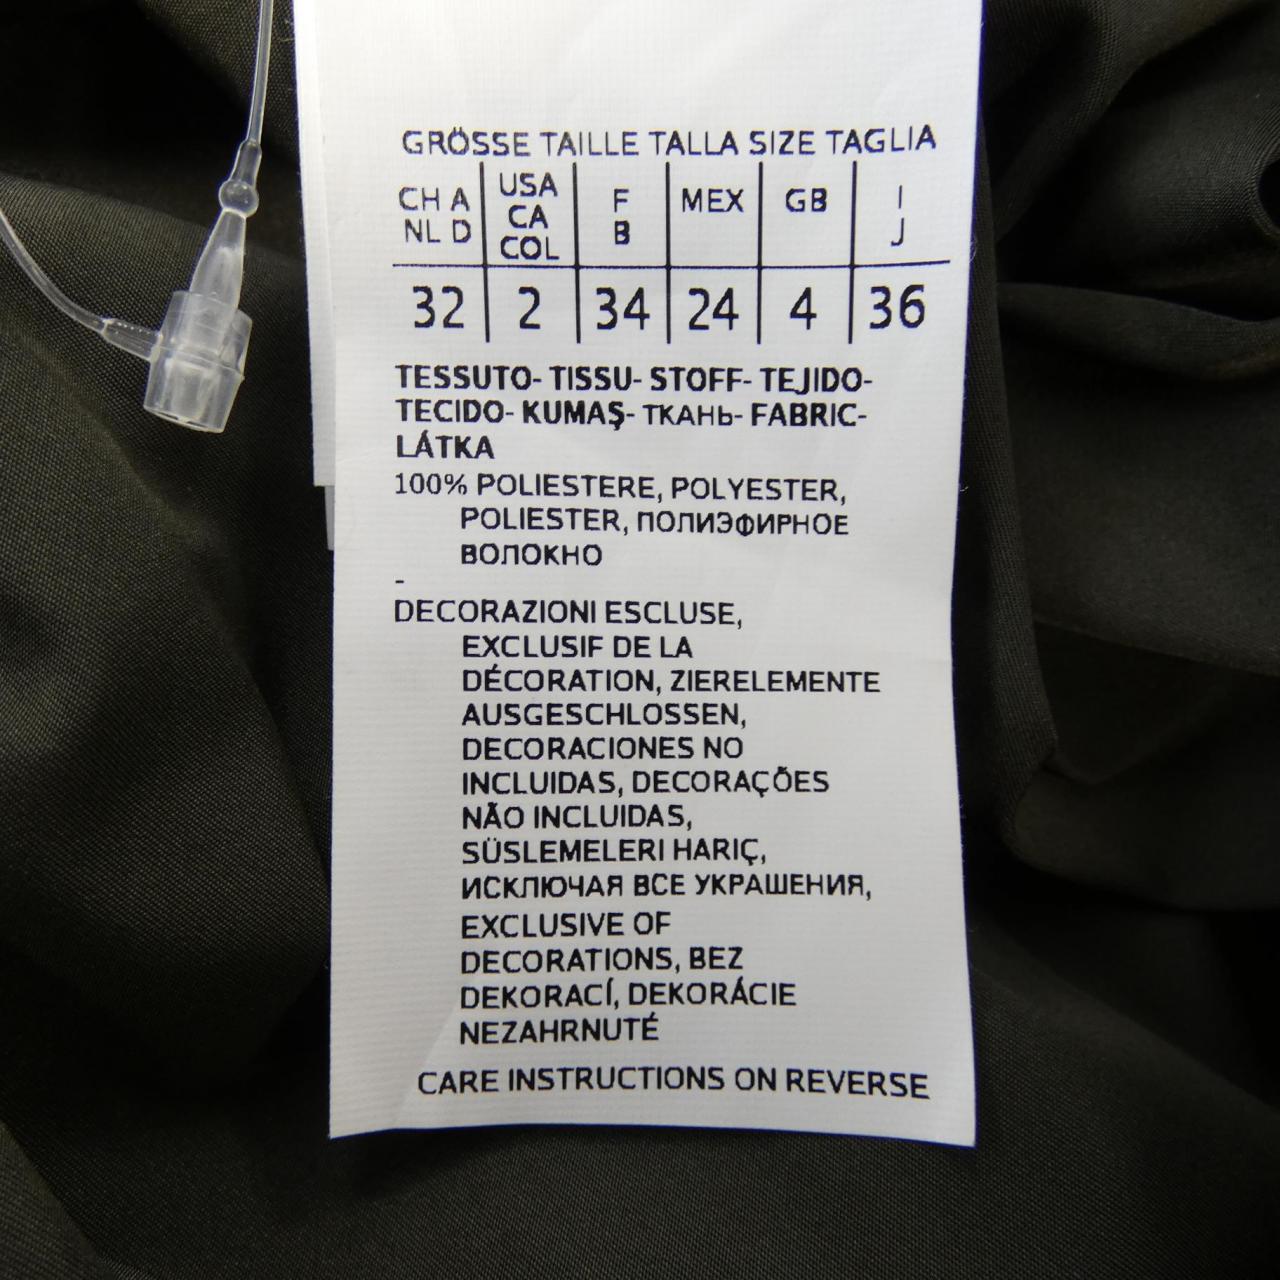 GRÖSSE TAILLE TALLA SIZE TAGLIA
CH A USA F MEX GB I
NL D CA B J
COL
32 2 34 24 4 36
TESSUTO- TISSU- STOFF- TEJIDO-
TECIDO- KUMAŞ- ТКАНЬ- FABRIC-
LÁTKA
100% POLIESTERE, POLYESTER,
POLIESTER, ПОЛИЭФИРНОЕ
ВОЛОКНО
-
DECORAZIONI ESCLUSE,
EXCLUSIF DE LA
DÉCORATION, ZIERELEMENTE
AUSGESCHLOSSEN,
DECORACIONES NO
INCLUIDAS, DECORAÇÕES
NÃO INCLUIDAS,
SÜSLEMELERI HARIÇ,
ИСКЛЮЧАЯ ВСЕ УКРАШЕНИЯ,
EXCLUSIVE OF
DECORATIONS, BEZ
DEKORACÍ, DEKORÁCIE
NEZAHRNUTÉ
CARE INSTRUCTIONS ON REVERSE